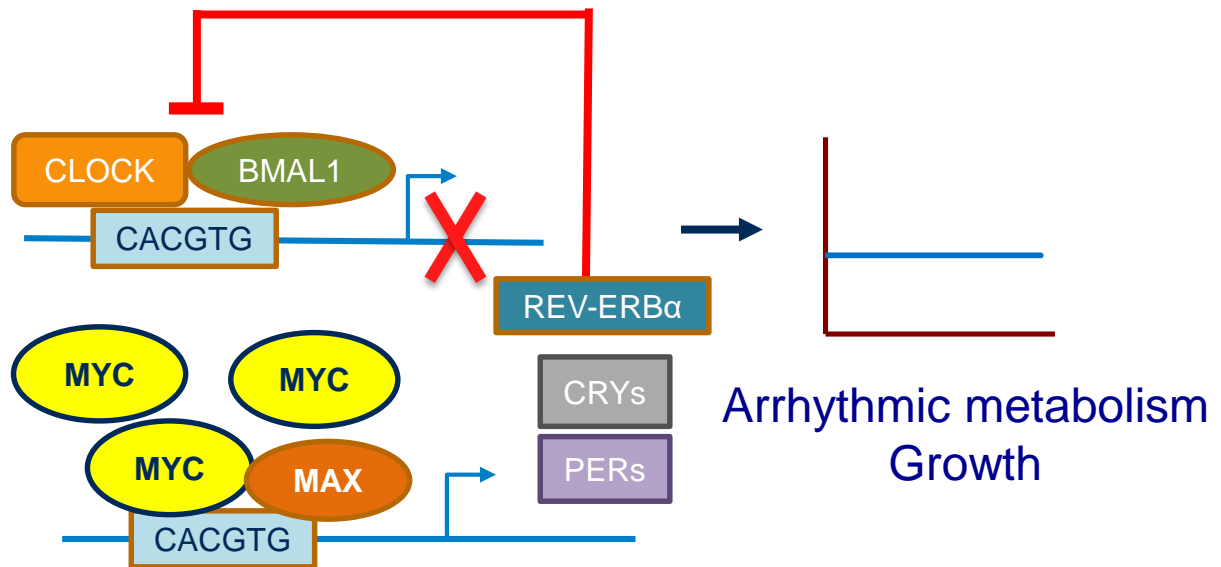 CLOCK
BMAL1
CACGTG
REV-ERBα
MYC
MYC
CRYs
MYC
MAX
PERs
CACGTG
Arrhythmic metabolism
Growth